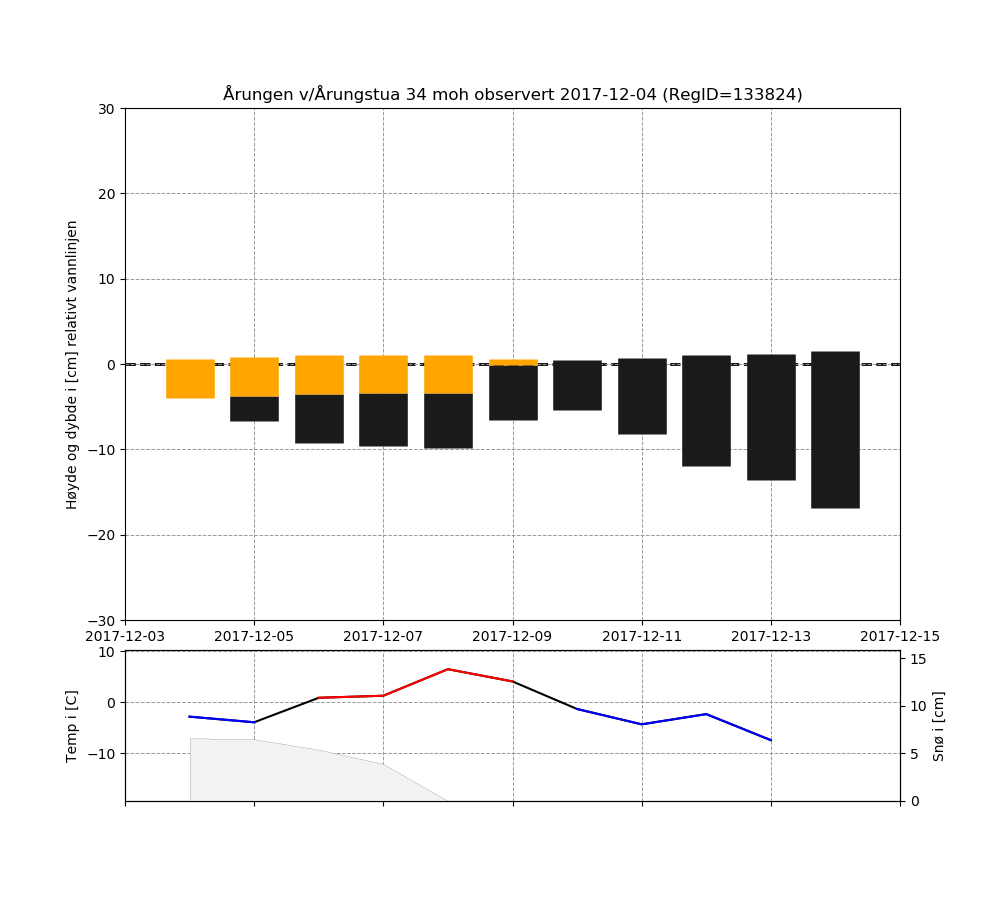 Årungen v/Årungstua 34 moh observert 2017-12-04 (RegID=133824)
Høyde og dybde i [cm] relativt vannlinjen
30
20
10
0
−10
−20
−30
2017-12-03 2017-12-05 2017-12-07 2017-12-09 2017-12-11 2017-12-13 2017-12-15
Temp i [C]
10
0
−10
15
10
5
0
Snø i [cm]